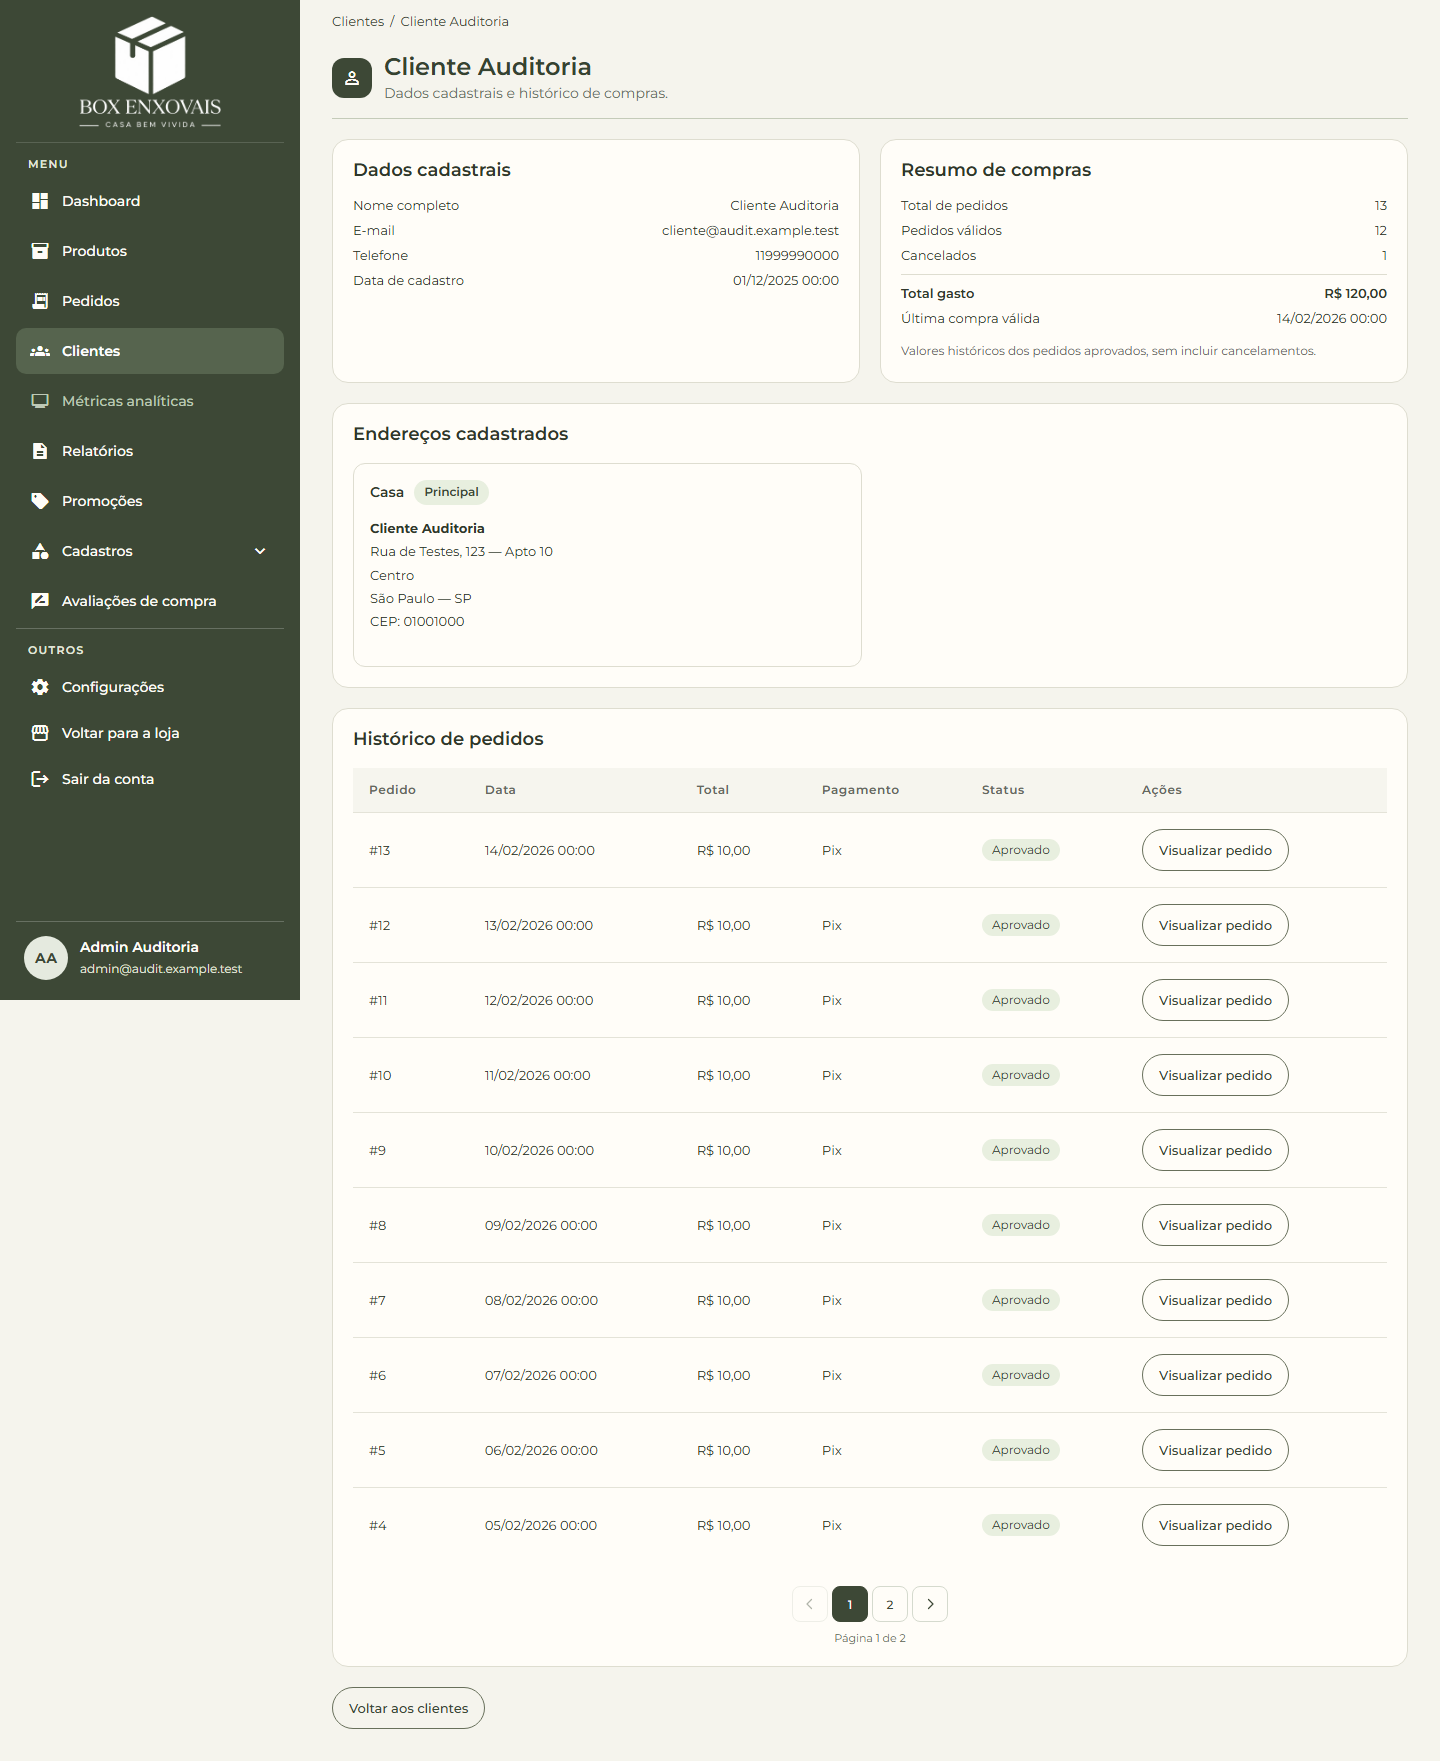 BOX ENXOVAIS
CASA BEM VIVIDA
MENU
Dashboard
Produtos
Pedidos
Clientes
Métricas analíticas
Relatórios
Promoções
Cadastros
Avaliações de compra
OUTROS
Configurações
Voltar para a loja
Sair da conta
AA
Admin Auditoria
admin@audit.example.test
Clientes / Cliente Auditoria
Cliente Auditoria
Dados cadastrais e histórico de compras.
Dados cadastrais
Nome completo Cliente Auditoria
E-mail cliente@audit.example.test
Telefone 11999990000
Data de cadastro 01/12/2025 00:00
Resumo de compras
Total de pedidos 13
Pedidos válidos 12
Cancelados 1
Total gasto R$ 120,00
Última compra válida 14/02/2026 00:00
Valores históricos dos pedidos aprovados, sem incluir cancelamentos.
Endereços cadastrados
Casa Principal
Cliente Auditoria
Rua de Testes, 123 — Apto 10
Centro
São Paulo — SP
CEP: 01001000
Histórico de pedidos
Pedido Data Total Pagamento Status Ações
#13 14/02/2026 00:00 R$ 10,00 Pix Aprovado Visualizar pedido
#12 13/02/2026 00:00 R$ 10,00 Pix Aprovado Visualizar pedido
#11 12/02/2026 00:00 R$ 10,00 Pix Aprovado Visualizar pedido
#10 11/02/2026 00:00 R$ 10,00 Pix Aprovado Visualizar pedido
#9 10/02/2026 00:00 R$ 10,00 Pix Aprovado Visualizar pedido
#8 09/02/2026 00:00 R$ 10,00 Pix Aprovado Visualizar pedido
#7 08/02/2026 00:00 R$ 10,00 Pix Aprovado Visualizar pedido
#6 07/02/2026 00:00 R$ 10,00 Pix Aprovado Visualizar pedido
#5 06/02/2026 00:00 R$ 10,00 Pix Aprovado Visualizar pedido
#4 05/02/2026 00:00 R$ 10,00 Pix Aprovado Visualizar pedido
1 2
Página 1 de 2
Voltar aos clientes